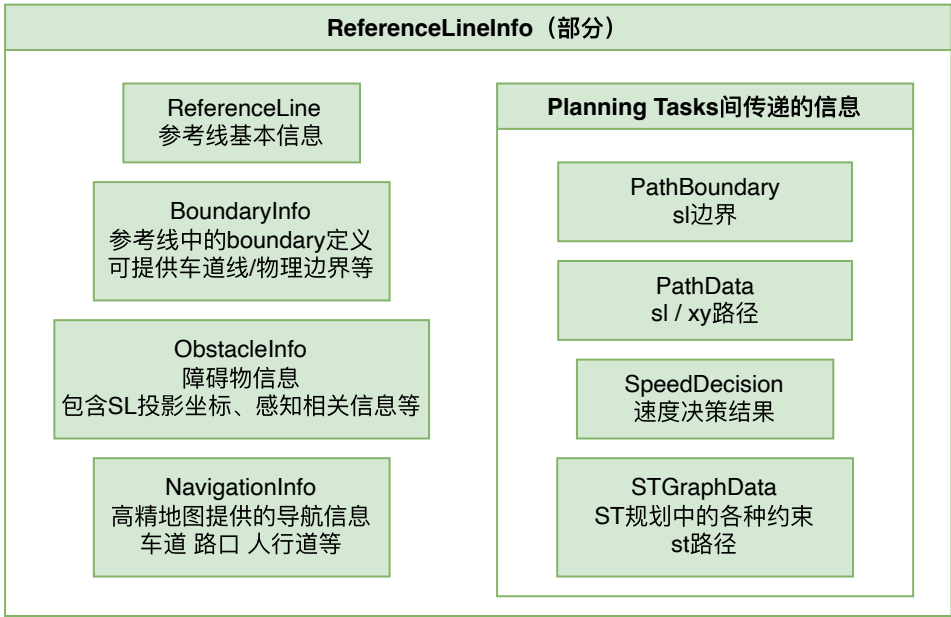 ReferenceLineInfo（部分）
ReferenceLine
参考线基本信息
BoundaryInfo
参考线中的boundary定义
可提供车道线/物理边界等
ObstacleInfo
障碍物信息
包含SL投影坐标、感知相关信息等
NavigationInfo
高精地图提供的导航信息
车道 路口 人行道等
Planning Tasks间传递的信息
PathBoundary
sl边界
PathData
sl / xy路径
SpeedDecision
速度决策结果
STGraphData
ST规划中的各种约束
st路径